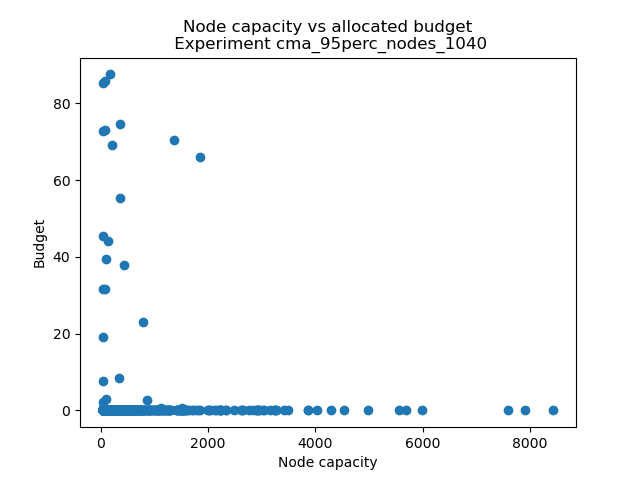 Node capacity vs allocated budget
Experiment cma_95perc_nodes_1040
80
60
40
20
0
Budget
0 2000 4000 6000 8000
Node capacity